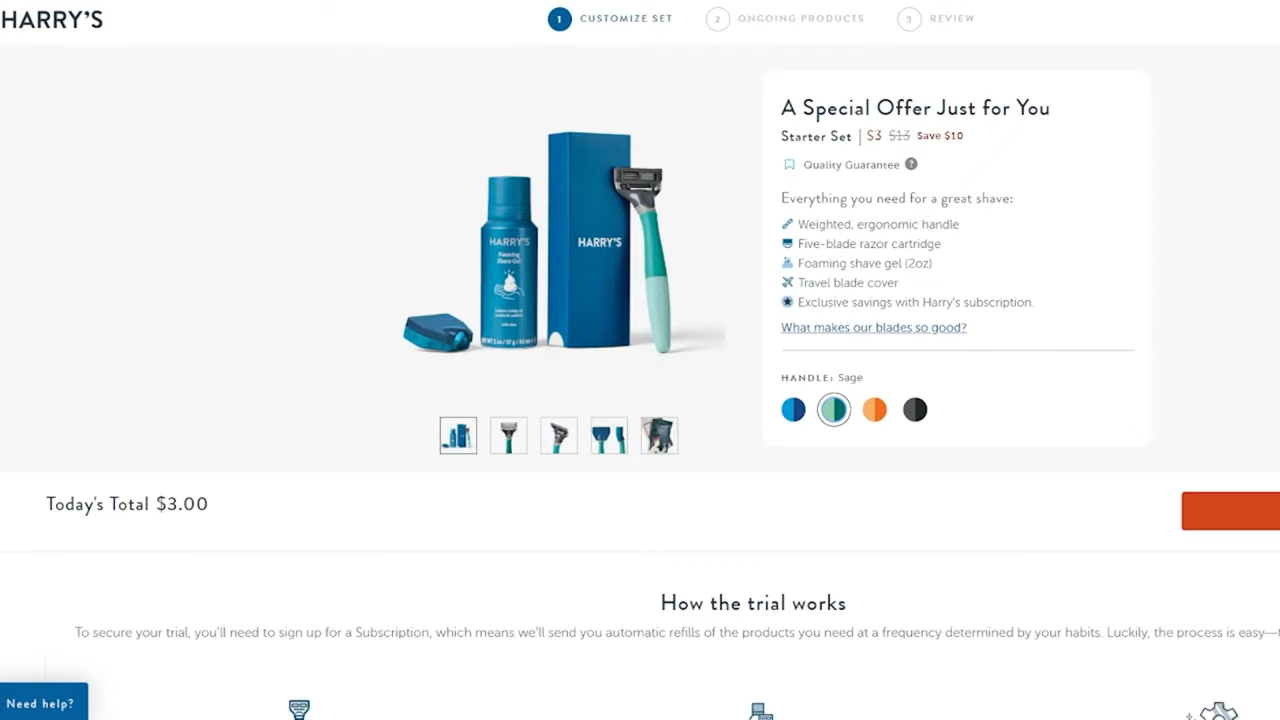 HARRY'S
1 CUSTOMIZE SET
2 ONGOING PRODUCTS
3 REVIEW
HARRY'S
Foaming
Shave Gel
HARRY'S
A Special Offer Just for You
Starter Set | $3 $13 Save $10
Quality Guarantee ?
Everything you need for a great shave:
Weighted, ergonomic handle
Five-blade razor cartridge
Foaming shave gel (2oz)
Travel blade cover
Exclusive savings with Harry's subscription.
What makes our blades so good?
HANDLE: Sage
Today's Total $3.00
How the trial works
To secure your trial, you'll need to sign up for a Subscription, which means we'll send you automatic refills of the products you need at a frequency determined by your habits. Luckily, the process is easy—
Need help?